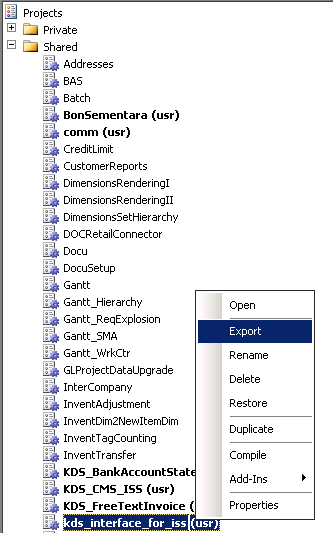 Projects
Private
Shared
Addresses
BAS
Batch
BonSementara (usr)
comm (usr)
CreditLimit
CustomerReports
DimensionsRenderingI
DimensionsRenderingII
DimensionsSetHierarchy
DOCRetailConnector
Docu
DocuSetup
Gantt
Gantt_Hierarchy
Gantt_ReqExplosion
Gantt_SMA
Gantt_WrkCtr
GLProjectDataUpgrade
InterCompany
InventAdjustment
InventDim2NewItemDim
InventTagCounting
InventTransfer
KDS_BankAccountState
KDS_CMS_ISS (usr)
KDS_FreeTextInvoice (
kds_interface_for_iss (usr)
Open
Export
Rename
Delete
Restore
Duplicate
Compile
Add-Ins
Properties